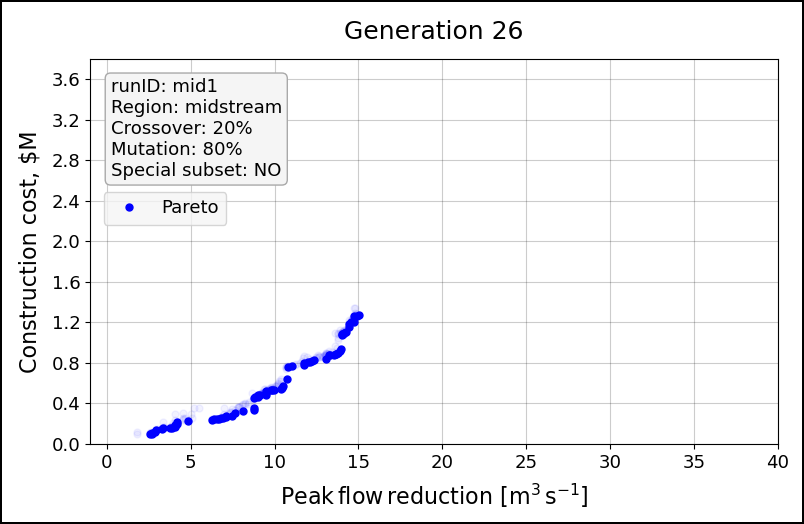 Generation 26
runID: mid1
Region: midstream
Crossover: 20%
Mutation: 80%
Special subset: NO
Pareto
Construction cost, $M
3.6
3.2
2.8
2.4
2.0
1.6
1.2
0.8
0.4
0.0
0 5 10 15 20 25 30 35 40
Peak flow reduction [m³ s⁻¹]